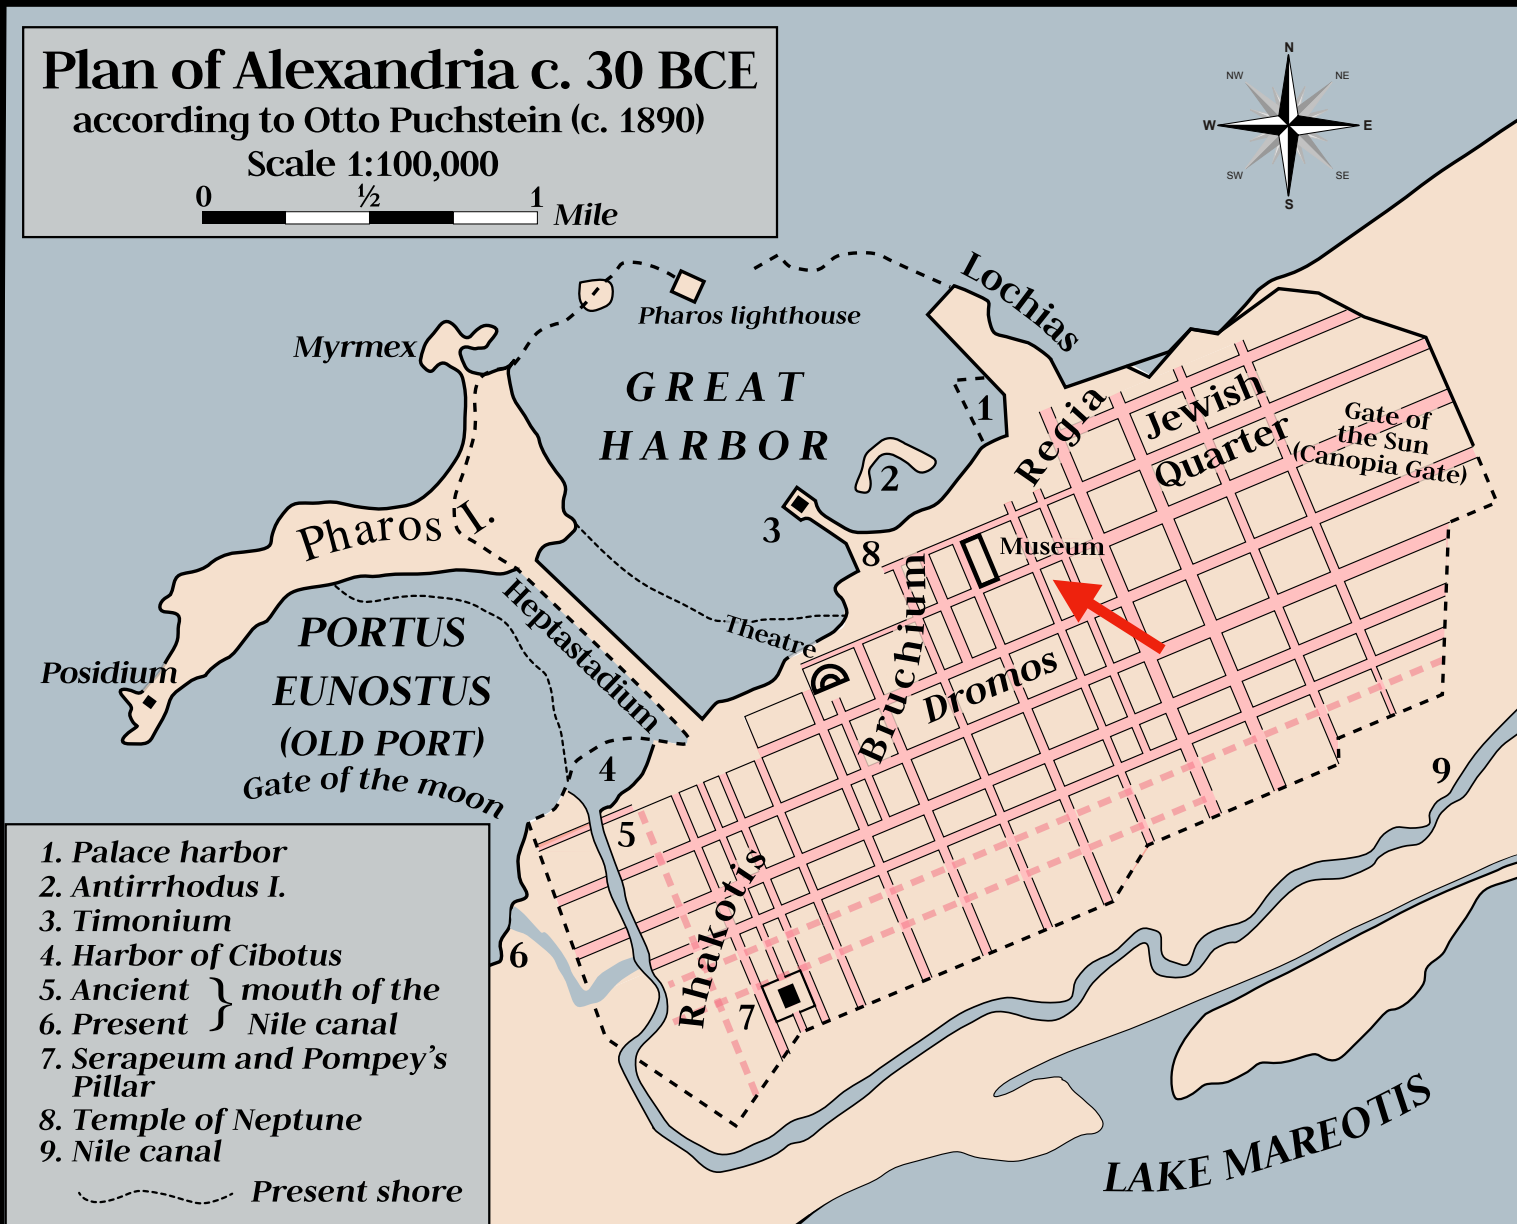 Plan of Alexandria c. 30 BCE
according to Otto Puchstein (c. 1890)
Scale 1:100,000
0 ½ 1 Mile
N
NW NE
W E
SW SE
S
Lochias
Pharos lighthouse
Myrmex
GREAT
HARBOR
1
Regia
Jewish
Quarter
Gate of
the Sun
(Canopia Gate)
2
3
Pharos I.
8
Museum
Heptastadium
Theatre
Bruchium
Dromos
PORTUS
EUNOSTUS
(OLD PORT)
Posidium
Gate of the moon
4
9
5
Rhakotis
6
7
LAKE MAREOTIS
1. Palace harbor
2. Antirrhodus I.
3. Timonium
4. Harbor of Cibotus
5. Ancient } mouth of the
6. Present } Nile canal
7. Serapeum and Pompey’s
Pillar
8. Temple of Neptune
9. Nile canal
Present shore